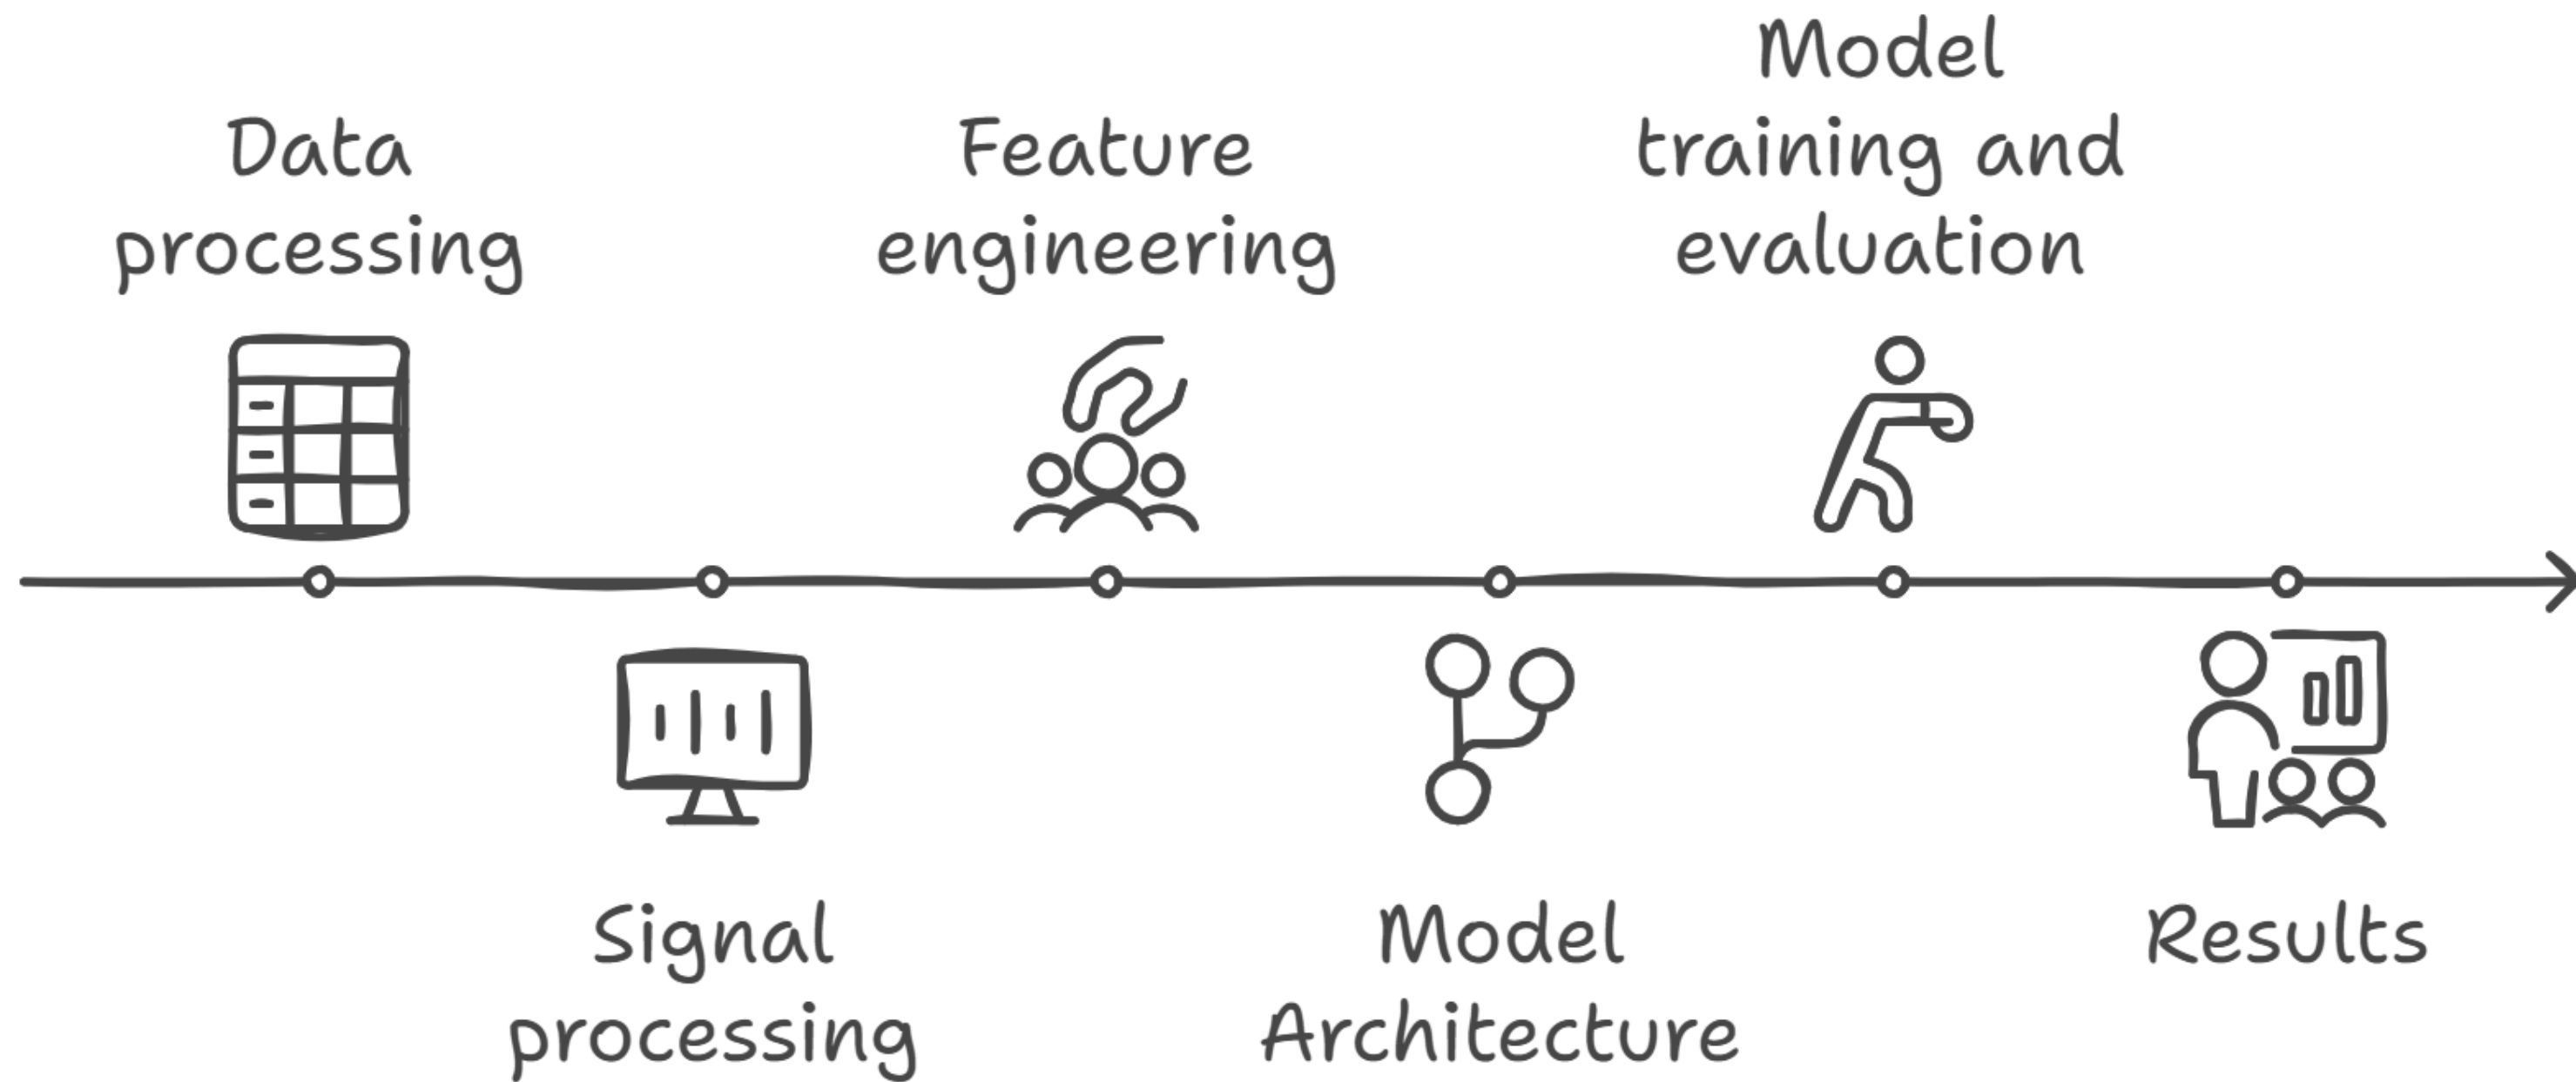 Data
processing
Signal
processing
Feature
engineering
Model
Architecture
Model
training and
evaluation
Results